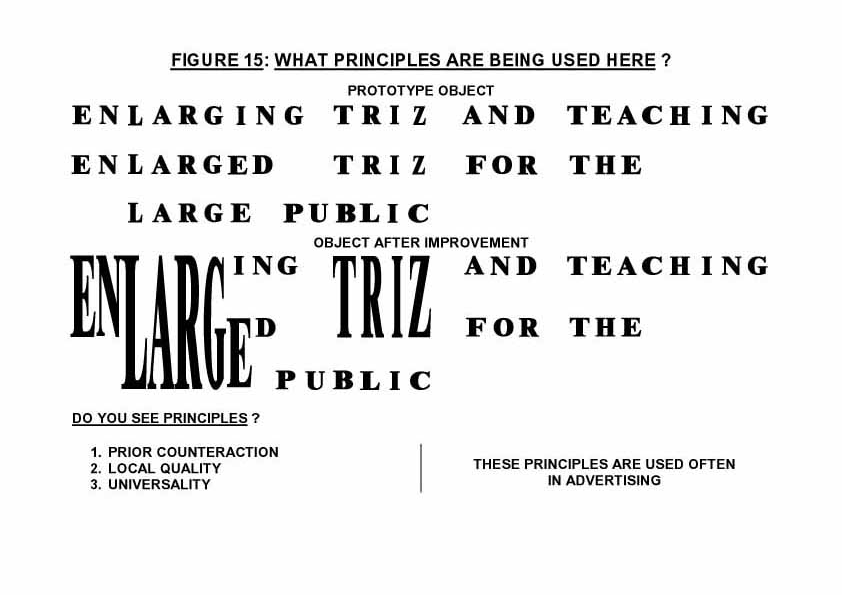 FIGURE 15: WHAT PRINCIPLES ARE BEING USED HERE ?
PROTOTYPE OBJECT
ENLARGING TRIZ AND TEACHING
ENLARGED TRIZ FOR THE
LARGE PUBLIC
OBJECT AFTER IMPROVEMENT
ENLARGING TRIZ AND TEACHING
ED FOR THE
PUBLIC
DO YOU SEE PRINCIPLES ?
1. PRIOR COUNTERACTION
2. LOCAL QUALITY
3. UNIVERSALITY
THESE PRINCIPLES ARE USED OFTEN
IN ADVERTISING